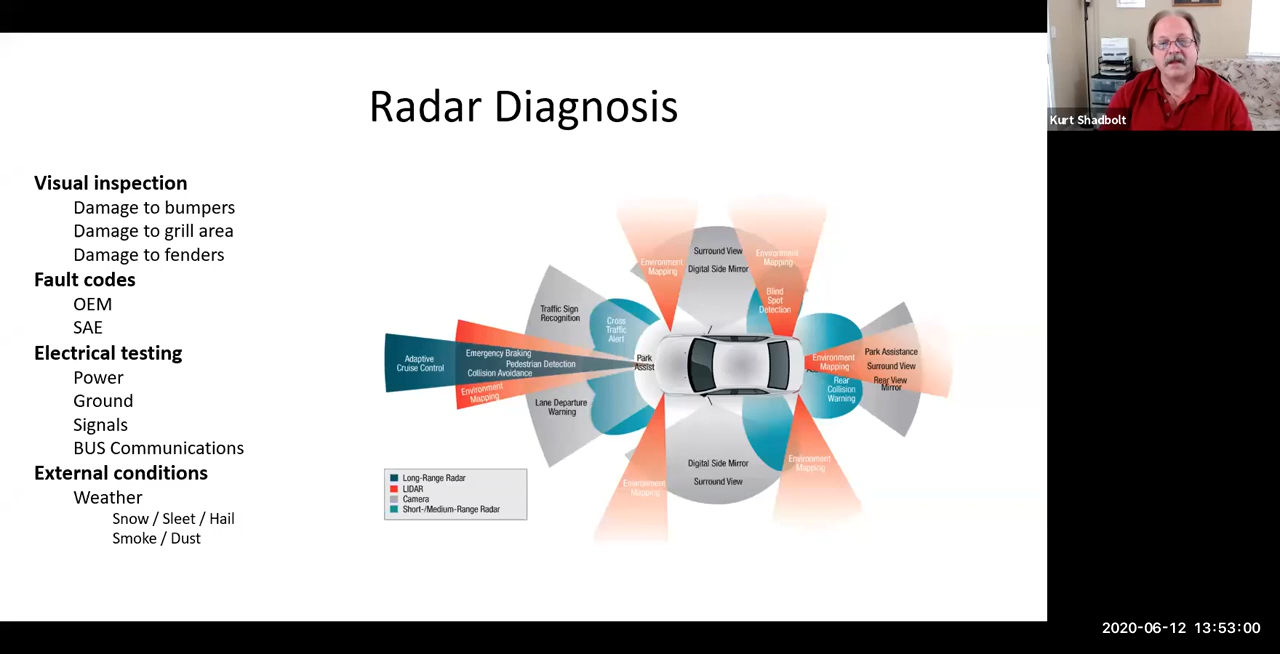 Radar Diagnosis
Kurt Shadbolt
Visual inspection
Damage to bumpers
Damage to grill area
Damage to fenders
Fault codes
OEM
SAE
Electrical testing
Power
Ground
Signals
BUS Communications
External conditions
Weather
Snow / Sleet / Hail
Smoke / Dust
Environment
Mapping
Surround View
Digital Side Mirror
Environment
Mapping
Blind
Spot
Detection
Traffic Sign
Recognition
Cross
Traffic
Alert
Adaptive
Cruise Control
Emergency Braking
Pedestrian Detection
Collision Avoidance
Environment
Mapping
Park
Assist
Lane Departure
Warning
Environment
Mapping
Rear
Collision
Warning
Park Assistance
Surround View
Rear View
Mirror
Digital Side Mirror
Surround View
Environment
Mapping
Environment
Mapping
Long-Range Radar
LIDAR
Camera
Short-/Medium-Range Radar
2020-06-12 13:53:00